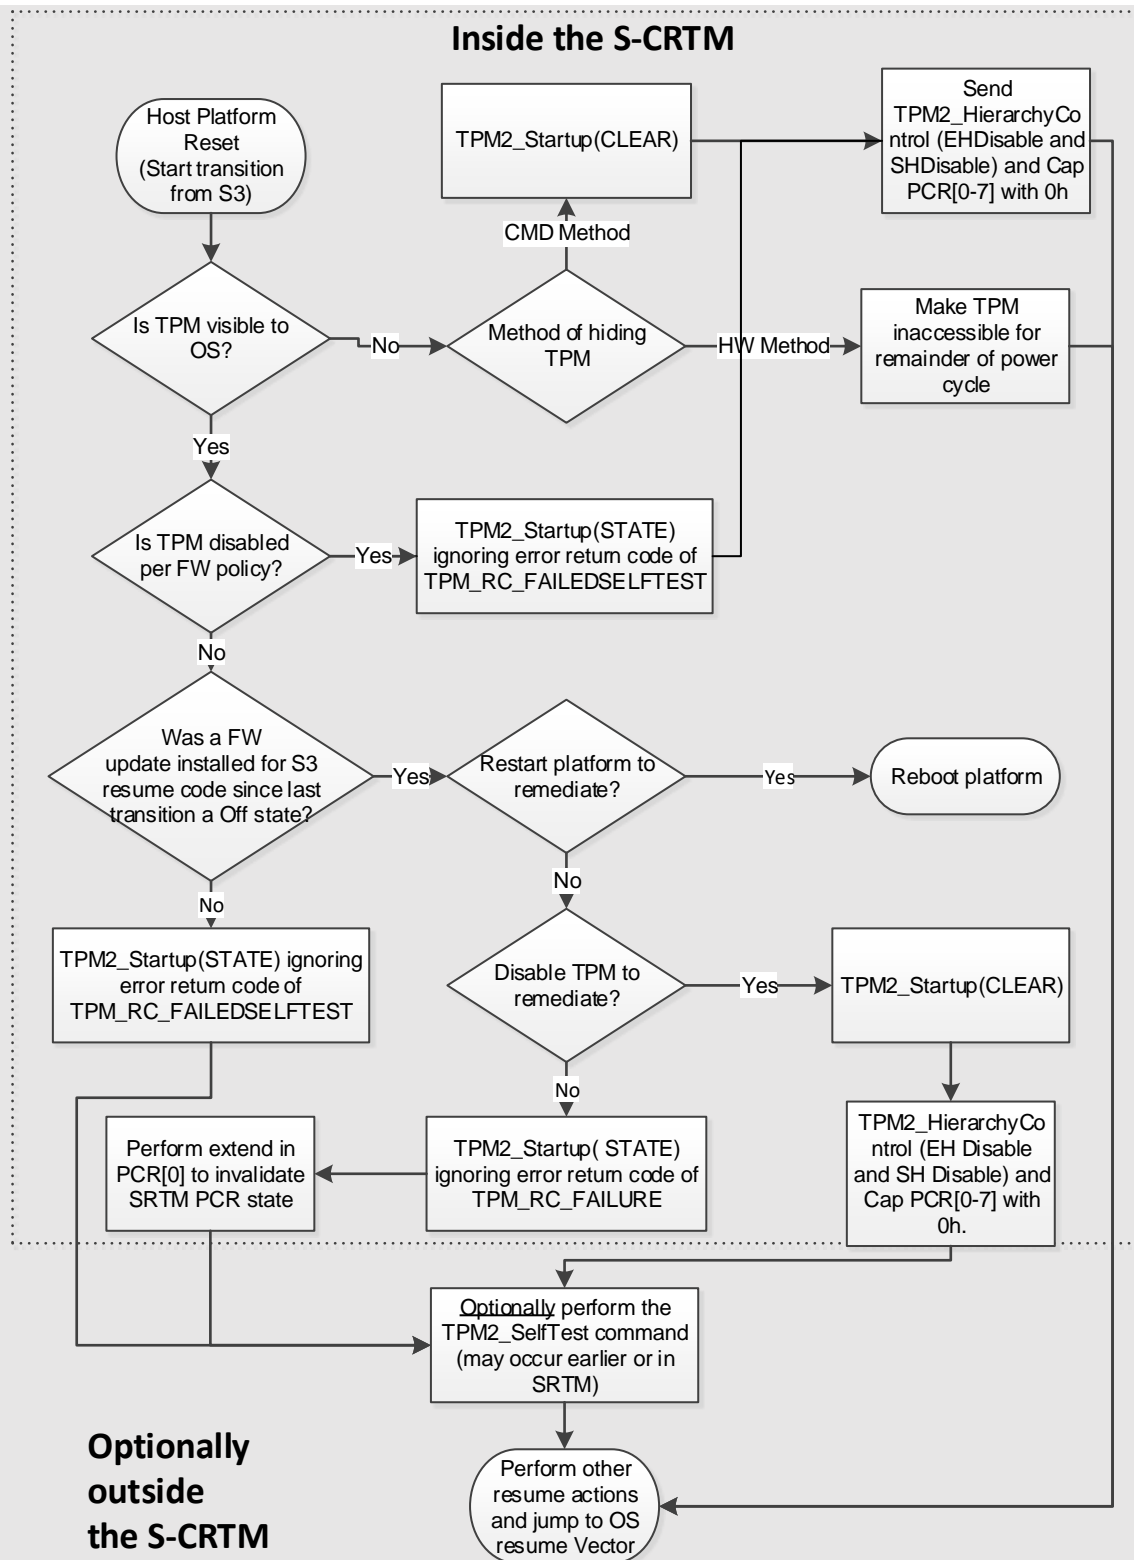 Inside the S-CRTM
Host Platform
Reset
(Start transition
from S3)
TPM2_Startup(CLEAR)
Send
TPM2_HierarchyCo
ntrol (EHDisable and
SHDisable) and Cap
PCR[0-7] with 0h
CMD Method
Is TPM visible to
OS?
No
Method of hiding
TPM
HW Method
Make TPM
inaccessible for
remainder of power
cycle
Yes
Is TPM disabled
per FW policy?
Yes
TPM2_Startup(STATE)
ignoring error return code of
TPM_RC_FAILEDSELFTEST
No
Was a FW
update installed for S3
resume code since last
transition a Off state?
Yes
Restart platform to
remediate?
Yes
Reboot platform
No
No
TPM2_Startup(STATE) ignoring
error return code of
TPM_RC_FAILEDSELFTEST
Disable TPM to
remediate?
Yes
TPM2_Startup(CLEAR)
No
Perform extend in
PCR[0] to invalidate
SRTM PCR state
TPM2_Startup( STATE)
ignoring error return code of
TPM_RC_FAILURE
TPM2_HierarchyCo
ntrol (EH Disable
and SH Disable) and
Cap PCR[0-7] with
0h.
Optionally perform the
TPM2_SelfTest command
(may occur earlier or in
SRTM)
Optionally
outside
the S-CRTM
Perform other
resume actions
and jump to OS
resume Vector